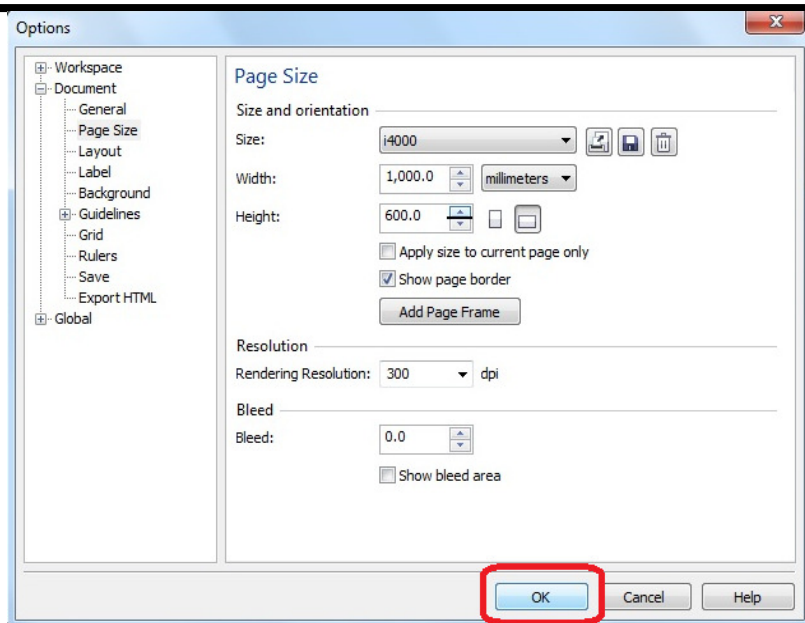 Options
Workspace
Document
General
Page Size
Layout
Label
Background
Guidelines
Grid
Rulers
Save
Export HTML
Global
Page Size
Size and orientation
Size: i4000
Width: 1,000.0 millimeters
Height: 600.0
Apply size to current page only
Show page border
Add Page Frame
Resolution
Rendering Resolution: 300 dpi
Bleed
Bleed: 0.0
Show bleed area
OK Cancel Help